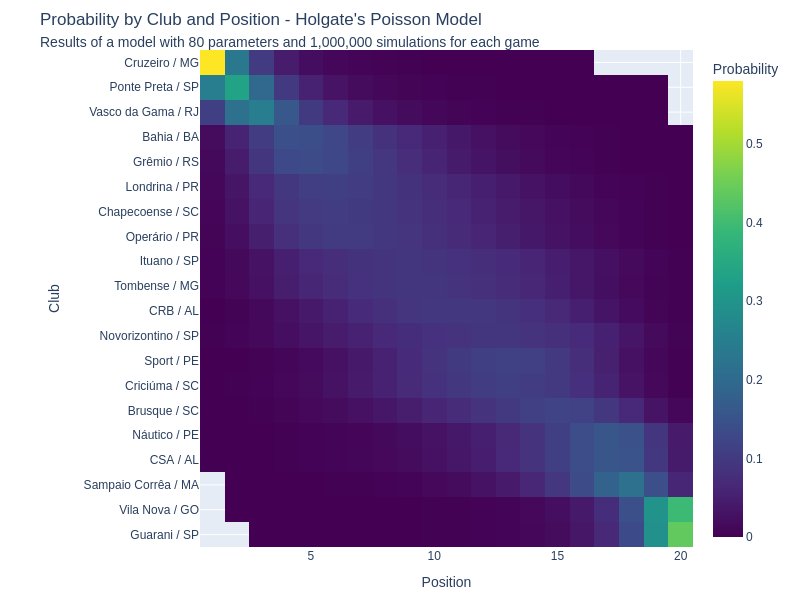 Probability by Club and Position - Holgate's Poisson Model
Results of a model with 80 parameters and 1,000,000 simulations for each game
Probability
Cruzeiro / MG
Ponte Preta / SP
Vasco da Gama / RJ
Bahia / BA
Grêmio / RS
Londrina / PR
Chapecoense / SC
Operário / PR
Ituano / SP
Tombense / MG
CRB / AL
Novorizontino / SP
Sport / PE
Criciúma / SC
Brusque / SC
Náutico / PE
CSA / AL
Sampaio Corrêa / MA
Vila Nova / GO
Guarani / SP
Club
5
10
15
20
Position
0.5
0.4
0.3
0.2
0.1
0